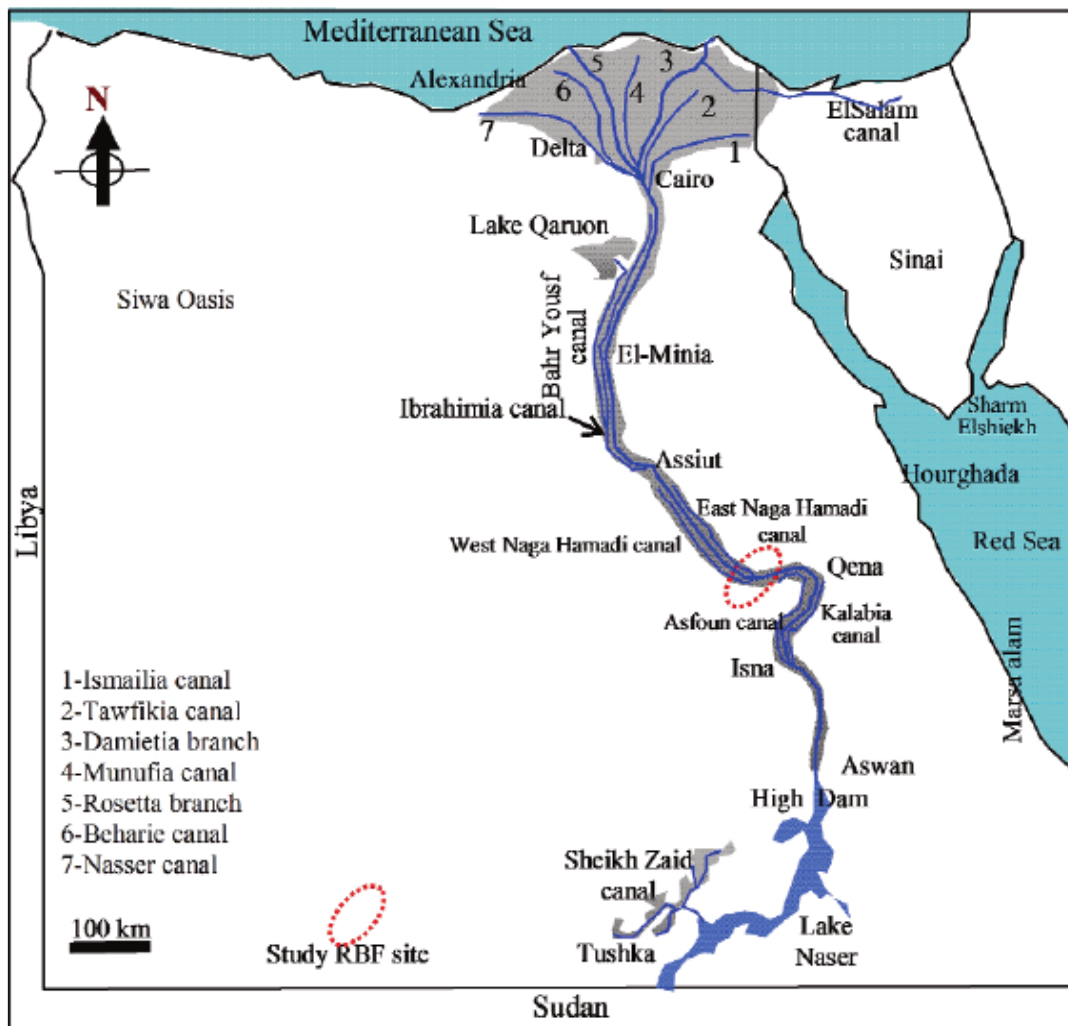 Mediterranean Sea
Alexandria
5
3
6
4
2
7
1
ElSalam
canal
Delta
N
Cairo
Lake Qaruon
Sinai
Siwa Oasis
Bahr Yousf
canal
El-Minia
Ibrahimia canal
Sharm
Elshiekh
Assiut
Hourghada
Libya
East Naga Hamadi
canal
West Naga Hamadi canal
Red Sea
Qena
Asfoun canal
Kalabia
canal
Isna
Marsa alam
1-Ismailia canal
2-Tawfikia canal
3-Damietia branch
4-Munufia canal
5-Rosetta branch
6-Beharie canal
7-Nasser canal
Aswan
High Dam
Sheikh Zaid
canal
100 km
Study RBF site
Tushka
Lake
Naser
Sudan